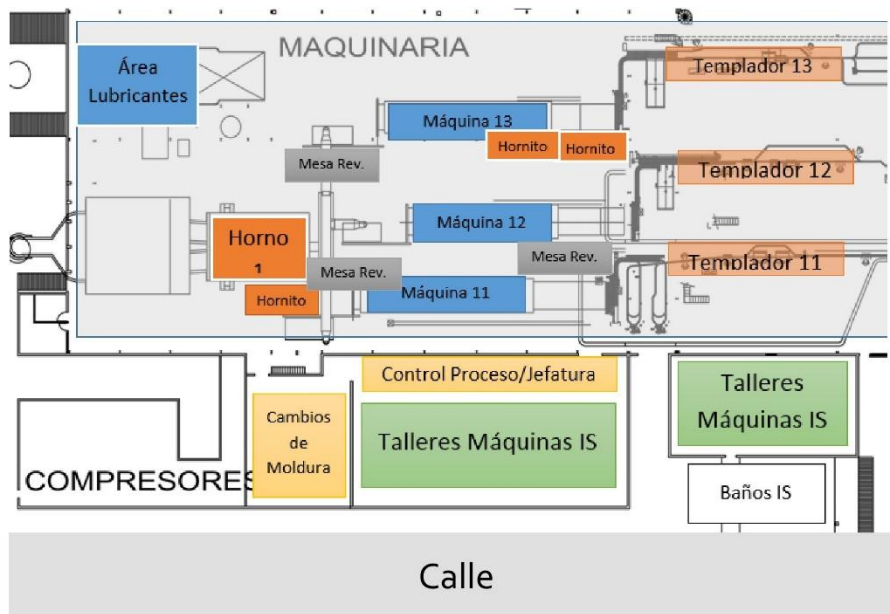 MAQUINARIA
Área
Lubricantes
Templador 13
Máquina 13
Hornito
Hornito
Mesa Rev.
Templador 12
Máquina 12
Horno
1
Mesa Rev.
Templador 11
Mesa Rev.
Máquina 11
Hornito
Control Proceso/Jefatura
Talleres
Máquinas IS
Cambios
de
Moldura
Talleres Máquinas IS
COMPRESORES
Baños IS
Calle